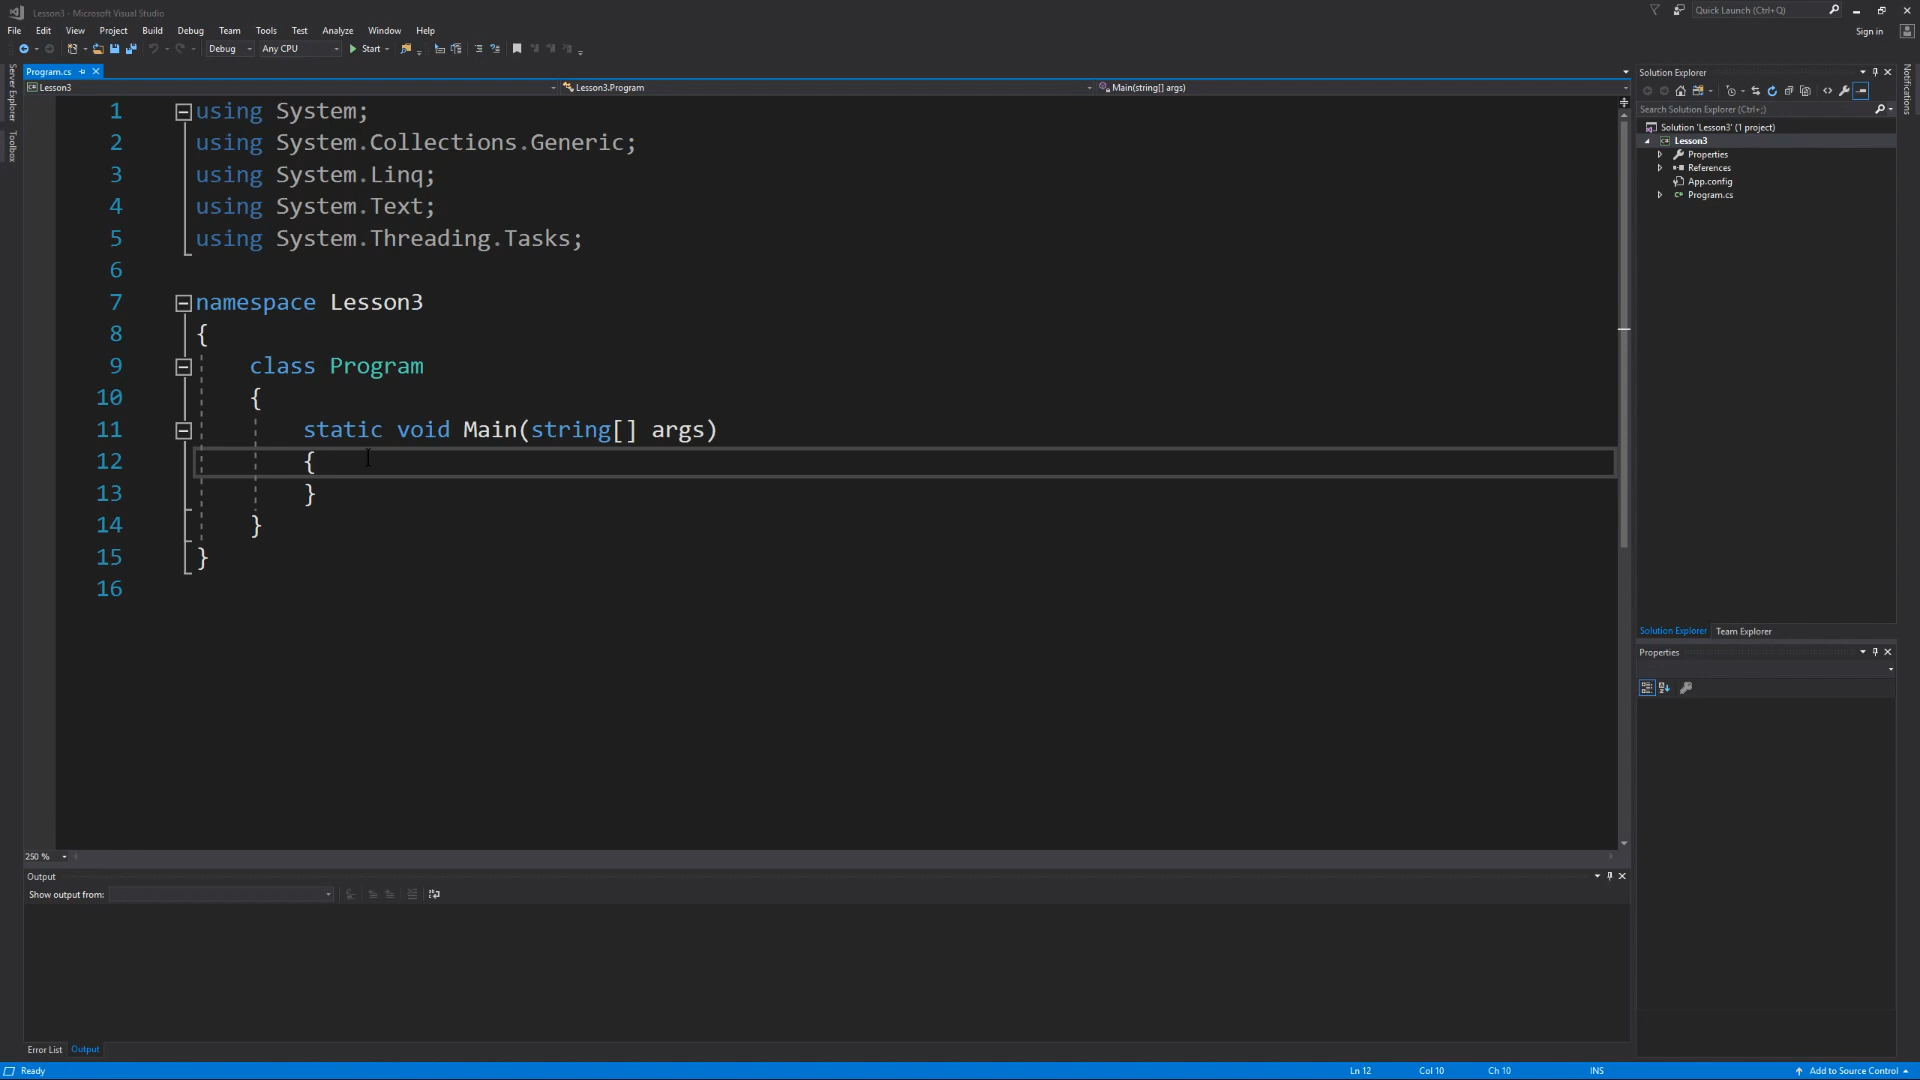 Lesson3 - Microsoft Visual Studio
Quick Launch (Ctrl+Q)
File Edit View Project Build Debug Team Tools Test Analyze Window Help
Sign in
Debug Any CPU Start
Server Explorer
Toolbox
Notifications
Program.cs
Lesson3
Lesson3.Program
Main(string[] args)
1 using System;
2 using System.Collections.Generic;
3 using System.Linq;
4 using System.Text;
5 using System.Threading.Tasks;
6
7 namespace Lesson3
8 {
9 class Program
10 {
11 static void Main(string[] args)
12 {
13 }
14 }
15 }
16
250 %
Output
Show output from:
Error List Output
Solution Explorer
Search Solution Explorer (Ctrl+;)
Solution 'Lesson3' (1 project)
Lesson3
Properties
References
App.config
Program.cs
Solution Explorer Team Explorer
Properties
Ready
Ln 12 Col 10 Ch 10 INS
Add to Source Control